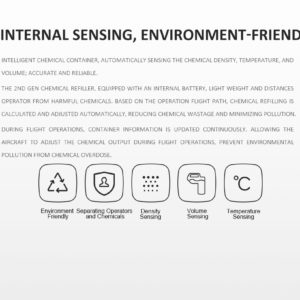 INTERNAL SENSING, ENVIRONMENT-FRIEND
INTELLIGENT CHEMICAL CONTAINER, AUTOMATICALLY SENSING THE CHEMICAL DENSITY, TEMPERATURE, AND
VOLUME; ACCURATE AND RELIABLE.
THE 2ND GEN CHEMICAL REFILLER, EQUIPPED WITH AN INTERNAL BATTERY, LIGHT WEIGHT AND DISTANCES
OPERATOR FROM HARMFUL CHEMICALS. BASED ON THE OPERATION FLIGHT PATH, CHEMICAL REFILLING IS
CALCULATED AND ADJUSTED AUTOMATICALLY, REDUCING CHEMICAL WASTAGE AND MINIMIZING POLLUTION.
DURING FLIGHT OPERATIONS, CONTAINER INFORMATION IS UPDATED CONTINUOUSLY. ALLOWING THE
AIRCRAFT TO ADJUST THE CHEMICAL OUTPUT DURING FLIGHT OPERATIONS, PREVENT ENVIRONMENTAL
POLLUTION FROM CHEMICAL OVERDOSE.
°C
Environment Friendly
Separating Operators and Chemicals
Density Sensing
Volume Sensing
Temperature Sensing